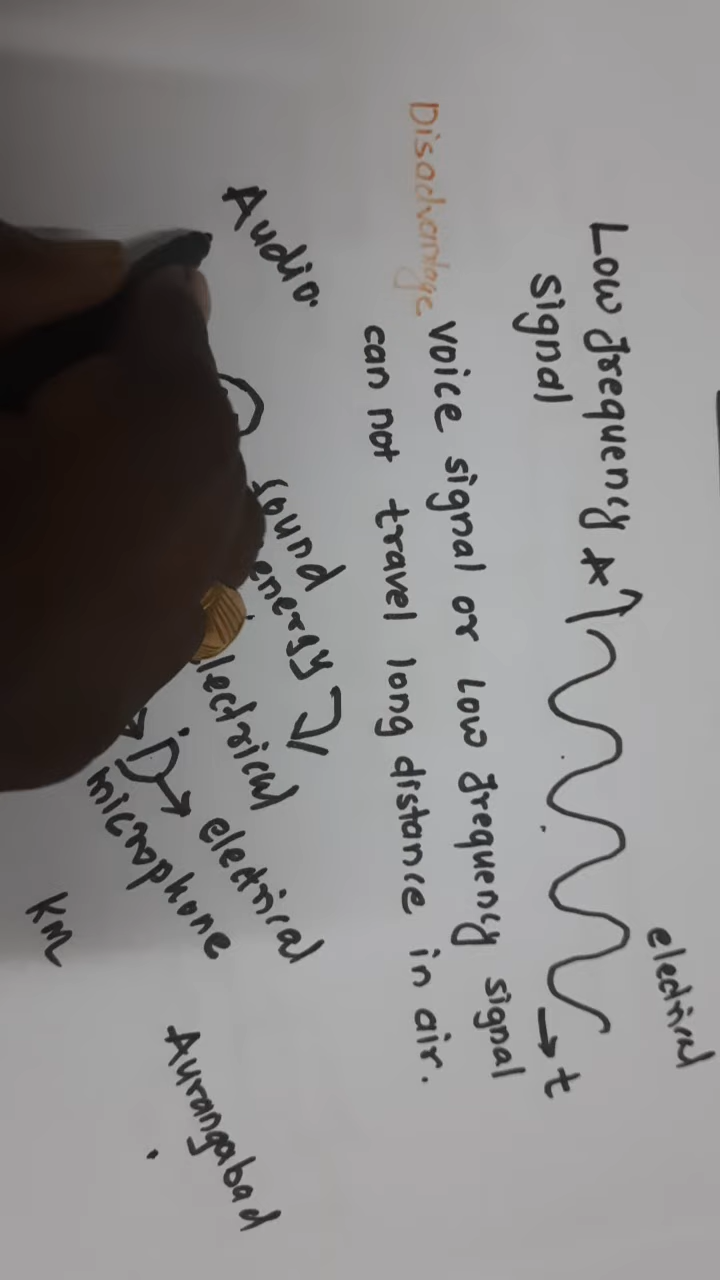 electrical
Low frequency
signal
A
t
Disadvantage
voice signal or Low frequency signal
can not travel long distance in air.
Audio.
sound
energy
lectrical
electrical
microphone
Aurangabad
Km